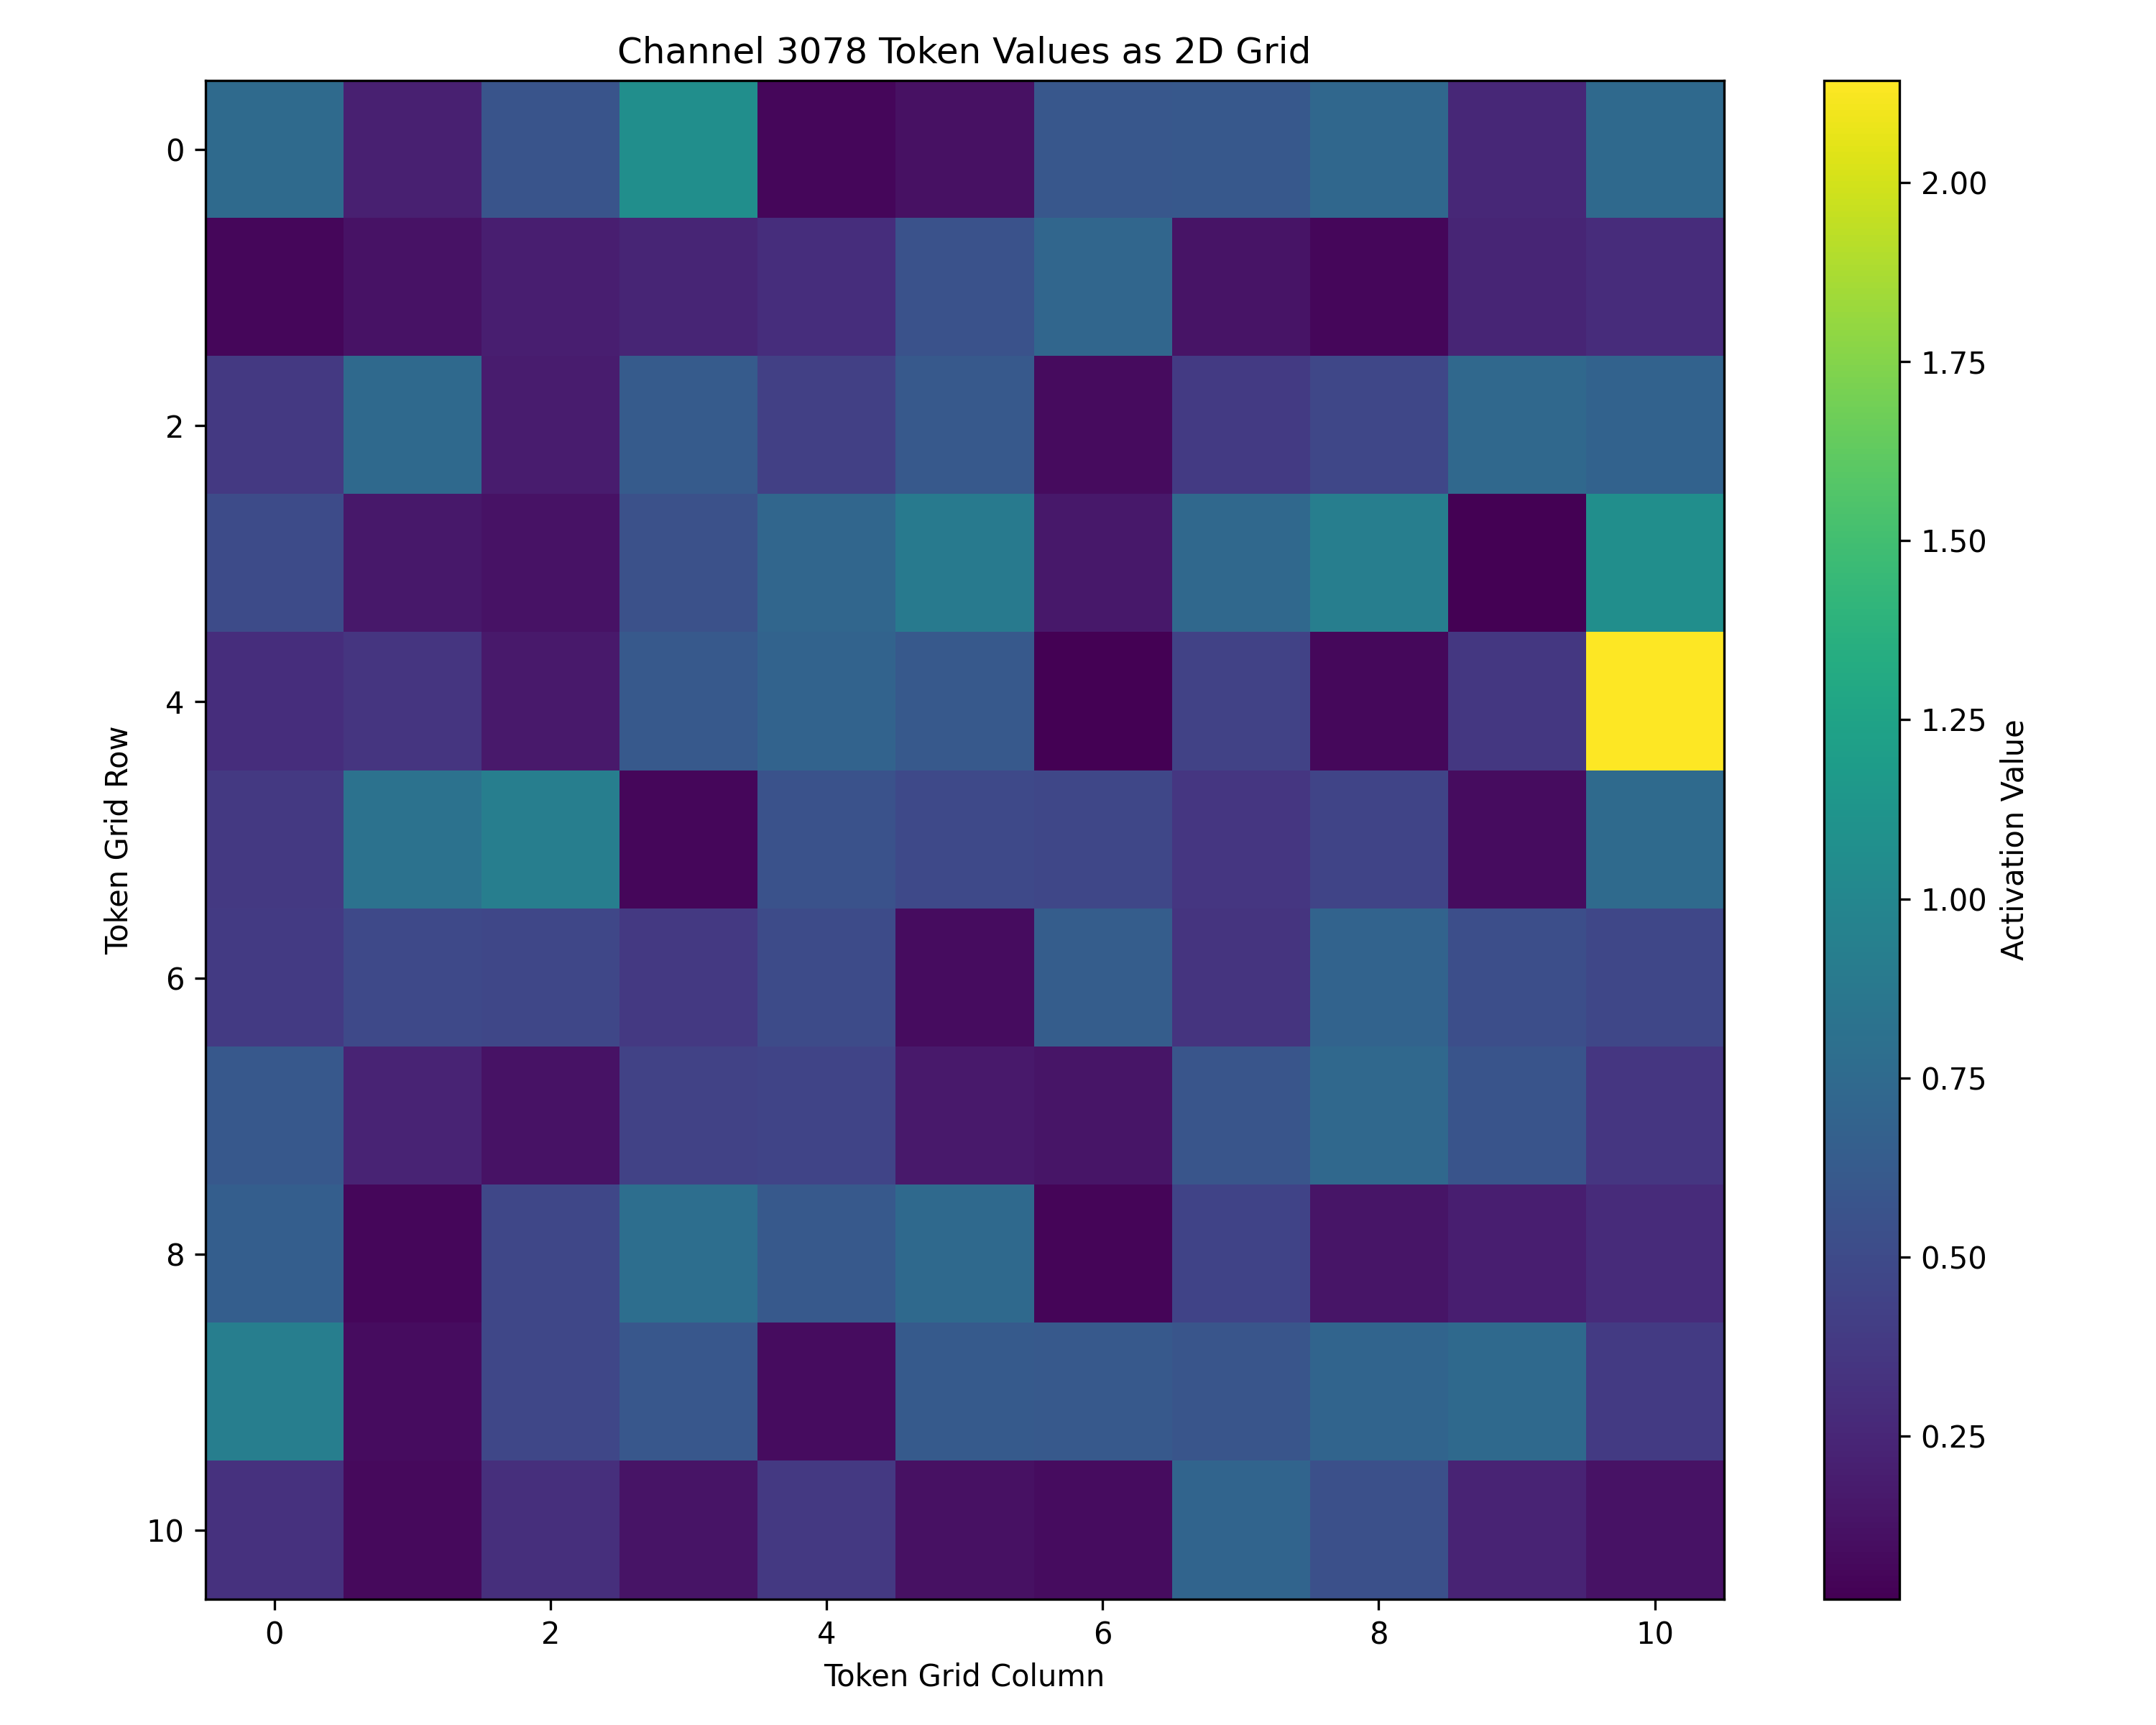 Channel 3078 Token Values as 2D Grid
0
2
4
6
8
10
Token Grid Row
0 2 4 6 8 10
Token Grid Column
2.00
1.75
1.50
1.25
1.00
0.75
0.50
0.25
Activation Value